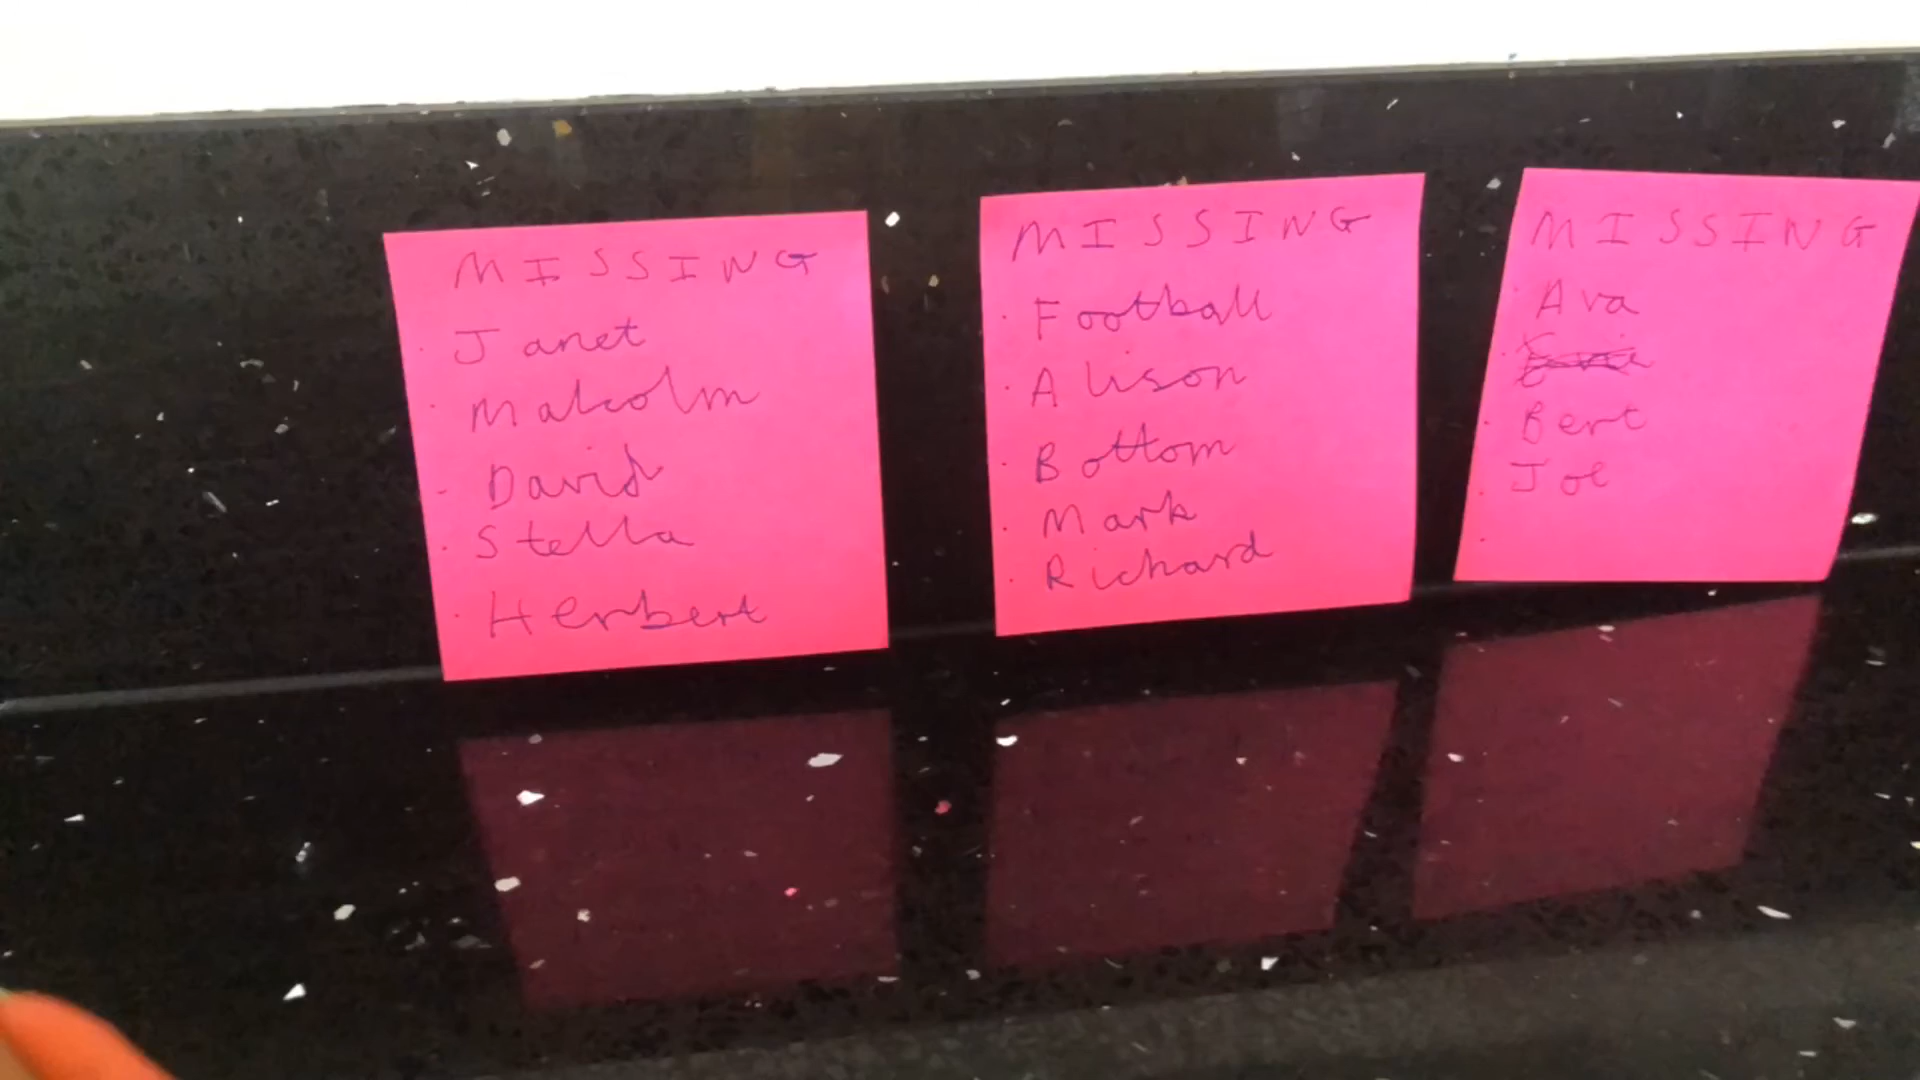 MISSING
Janet
Malcolm
David
Stella
Herbert
MISSING
Football
Alison
Bottom
Mark
Richard
MISSING
Ava
Bert
Joe